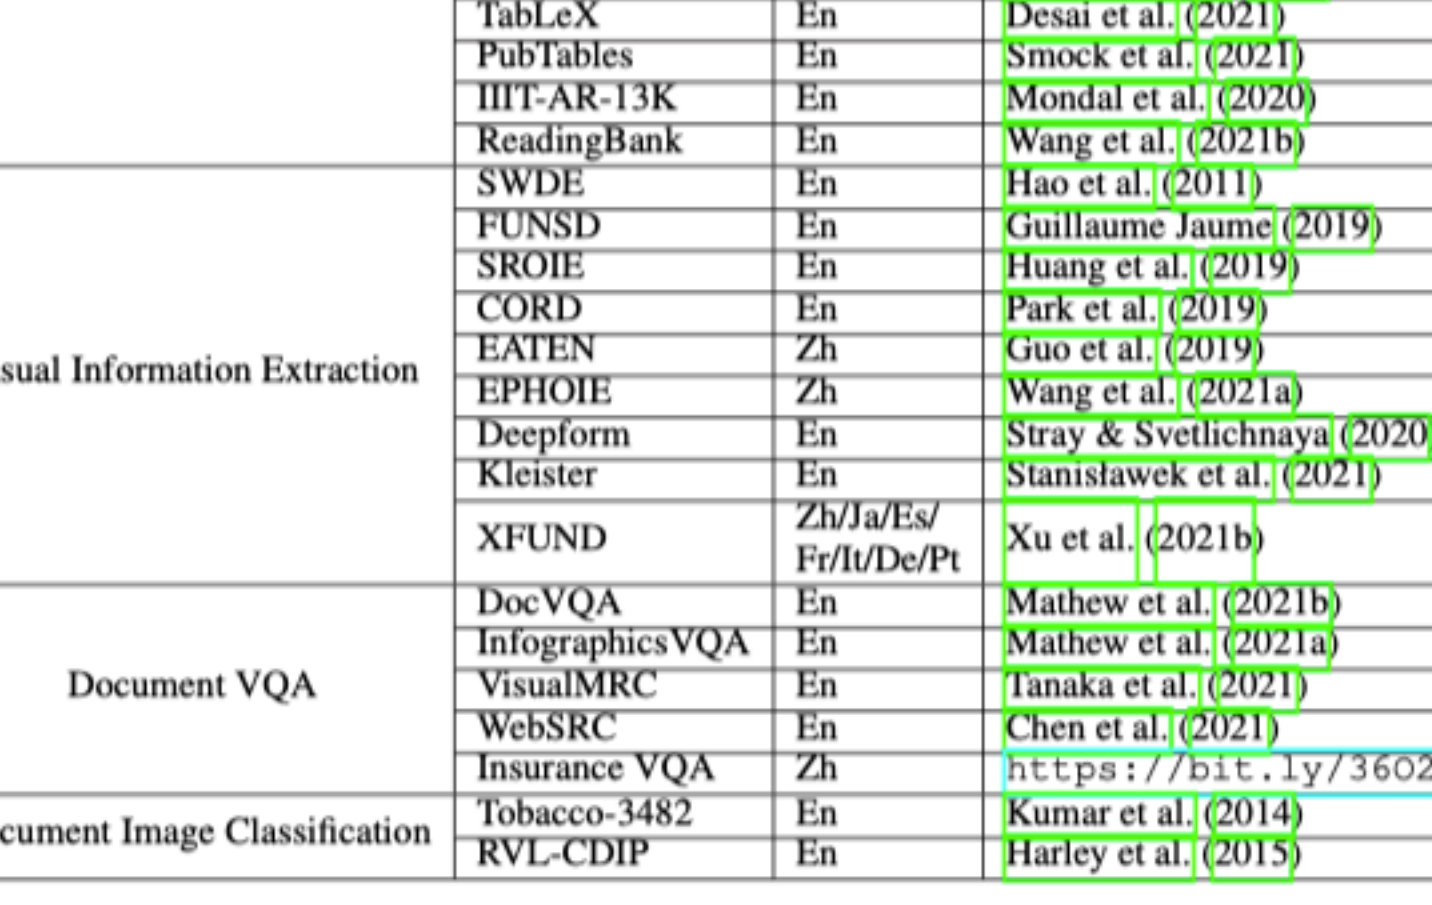 TabLeX En Desai et al. (2021)
PubTables En Smock et al. (2021)
IIIT-AR-13K En Mondal et al. (2020)
ReadingBank En Wang et al. (2021b)
SWDE En Hao et al. (2011)
FUNSD En Guillaume Jaume (2019)
SROIE En Huang et al. (2019)
CORD En Park et al. (2019)
EATEN Zh Guo et al. (2019)
sual Information Extraction
EPHOIE Zh Wang et al. (2021a)
Deepform En Stray & Svetlichnaya (2020
Kleister En Stanisławek et al. (2021)
XFUND Zh/Ja/Es/ Xu et al. (2021b)
Fr/It/De/Pt
DocVQA En Mathew et al. (2021b)
InfographicsVQA En Mathew et al. (2021a)
Document VQA VisualMRC En Tanaka et al. (2021)
WebSRC En Chen et al. (2021)
Insurance VQA Zh https://bit.ly/36O2
Tobacco-3482 En Kumar et al. (2014)
cument Image Classification
RVL-CDIP En Harley et al. (2015)